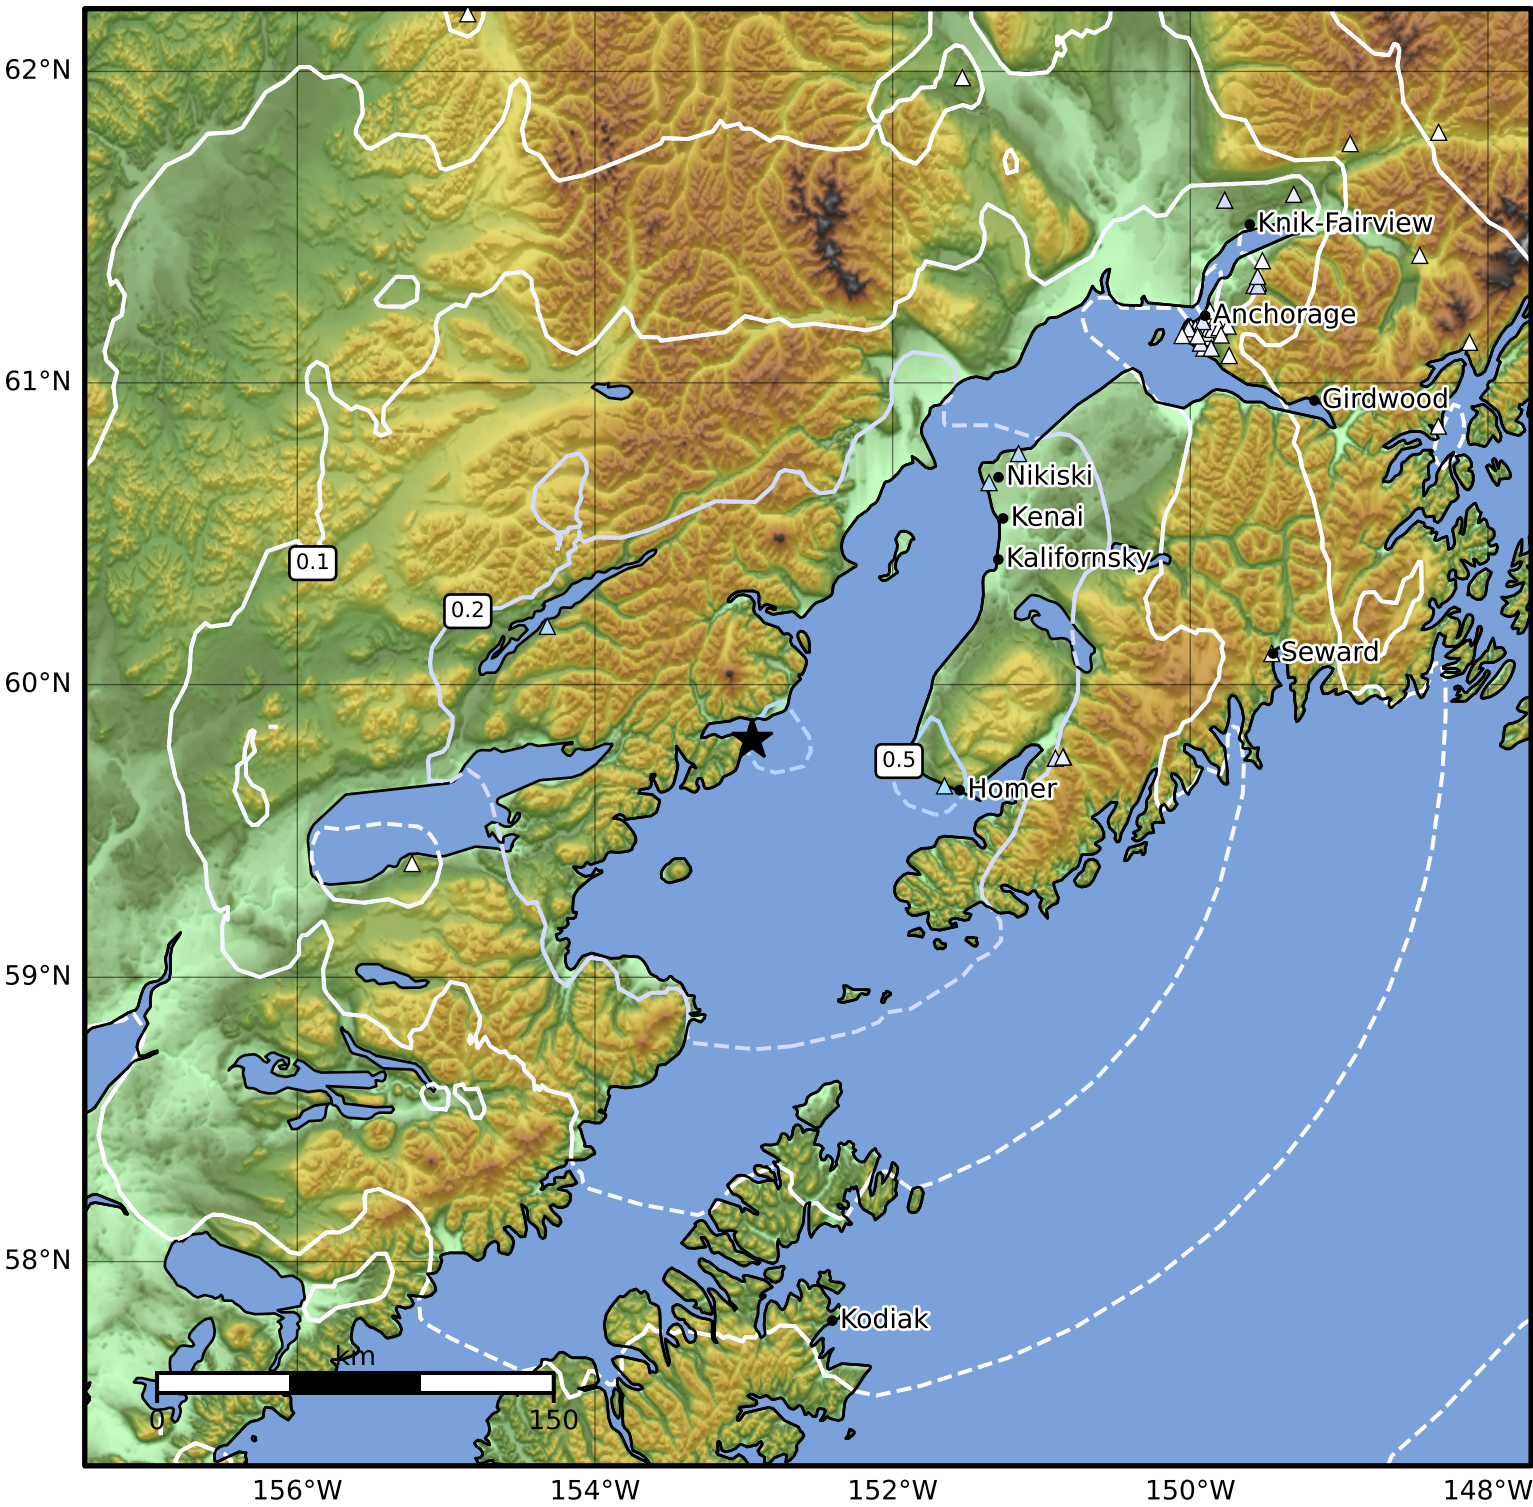 62°N
Knik-Fairview
Anchorage
61°N
Girdwood
Nikiski
Kenai
0.1
Kalifornsky
0.2
Seward
60°N
0.5
Homer
59°N
58°N
Kodiak
km
0 150
156°W 154°W 152°W 150°W 148°W